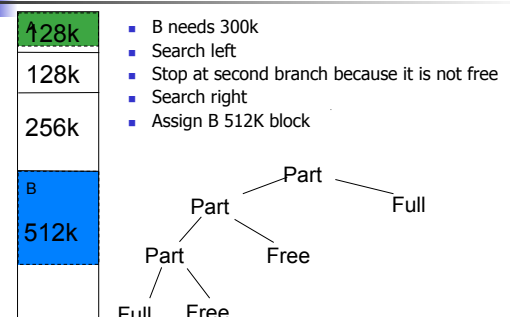 A
128k
128k
256k
B
512k
B needs 300k
Search left
Stop at second branch because it is not free
Search right
Assign B 512K block
Part
Part Full
Part Free
Full Free